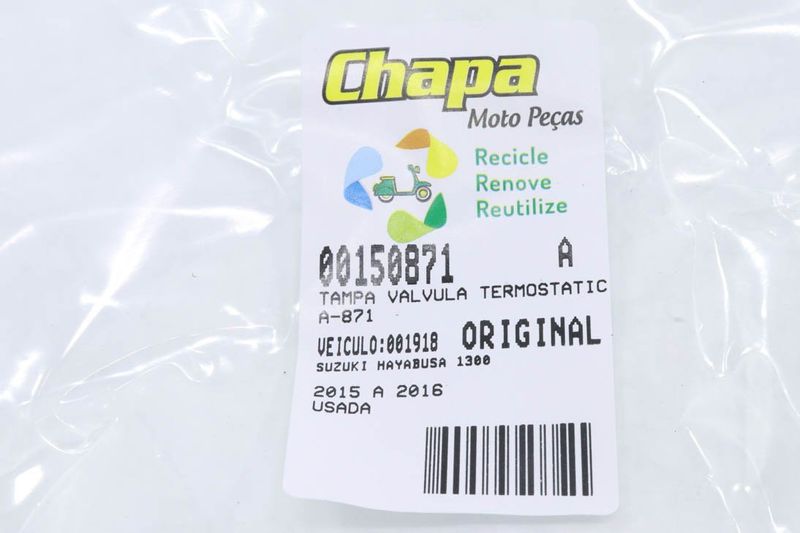 Chapa
Moto Peças
Recicle
Renove
Reutilize
00150871 A
TAMPA VALVULA TERMOSTATIC
A-871
VEICULO:001918 ORIGINAL
SUZUKI HAYABUSA 1300
2015 A 2016
USADA